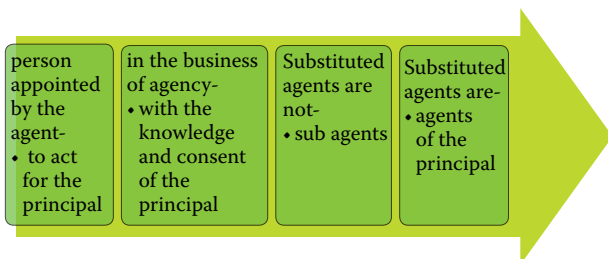 person
appointed
by the
agent-
• to act
for the
principal
in the business
of agency-
• with the
knowledge
and consent
of the
principal
Substituted
agents are
not-
• sub agents
Substituted
agents are-
• agents
of the
principal